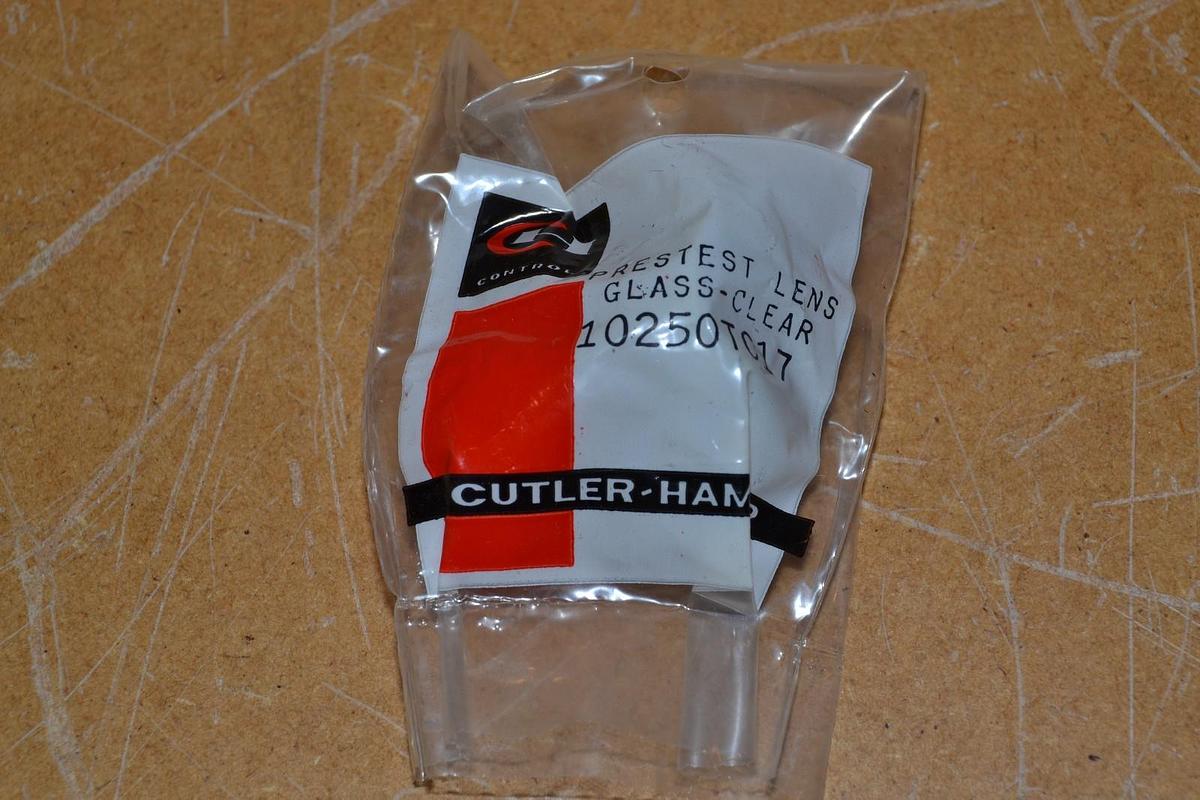 CONTROL
PRESTEST LENS
GLASS-CLEAR
10250TC17
CUTLER-HAM